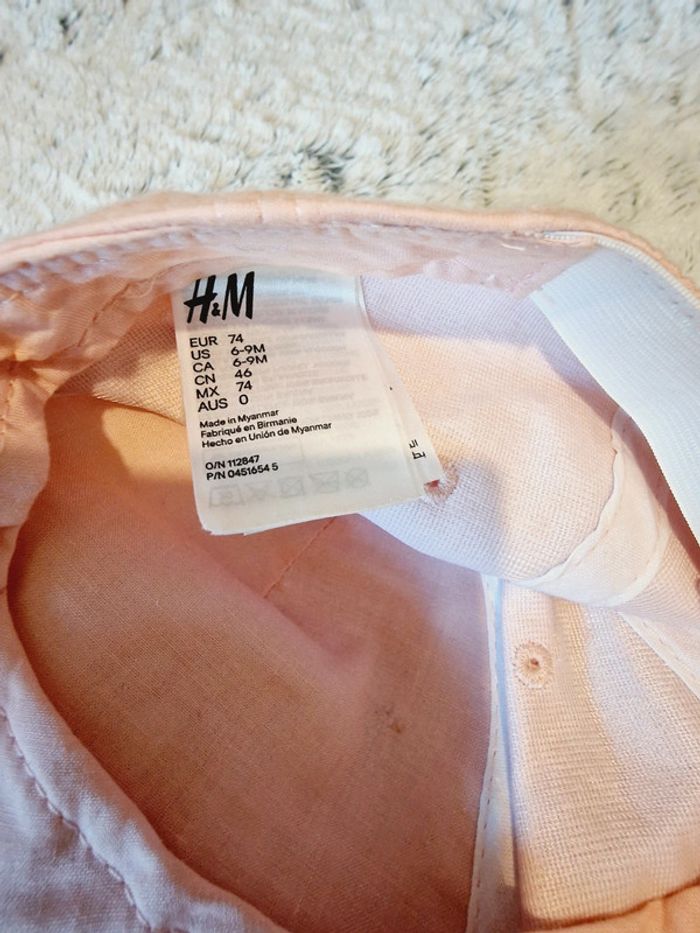 H&M
EUR 74
US 6-9M
CA 6-9M
CN 46
MX 74
AUS 0
Made in Myanmar
Fabriqué en Birmanie
Hecho en Unión de Myanmar
O/N 112847
P/N 0451654 5